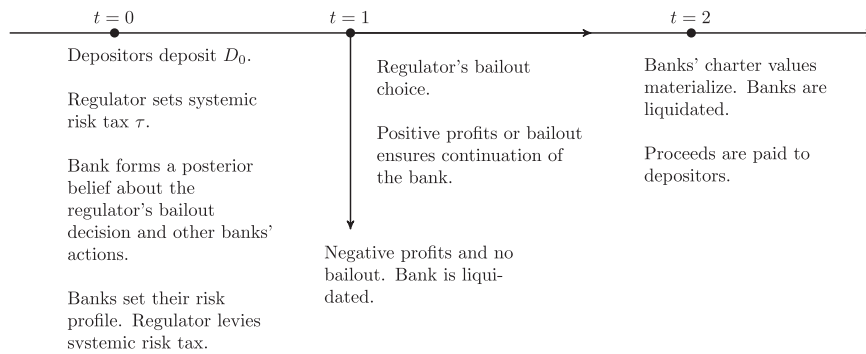 t = 0
Depositors deposit D₀.
Regulator sets systemic
risk tax τ.
Bank forms a posterior
belief about the
regulator's bailout
decision and other banks'
actions.
Banks set their risk
profile. Regulator levies
systemic risk tax.
t = 1
Regulator's bailout
choice.
Positive profits or bailout
ensures continuation of
the bank.
Negative profits and no
bailout. Bank is liqui-
dated.
t = 2
Banks' charter values
materialize. Banks are
liquidated.
Proceeds are paid to
depositors.